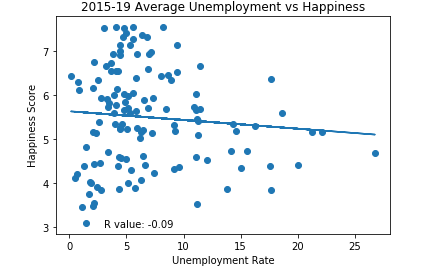 2015-19 Average Unemployment vs Happiness
Happiness Score
7
6
5
4
3
R value: -0.09
0
5
10
15
20
25
Unemployment Rate